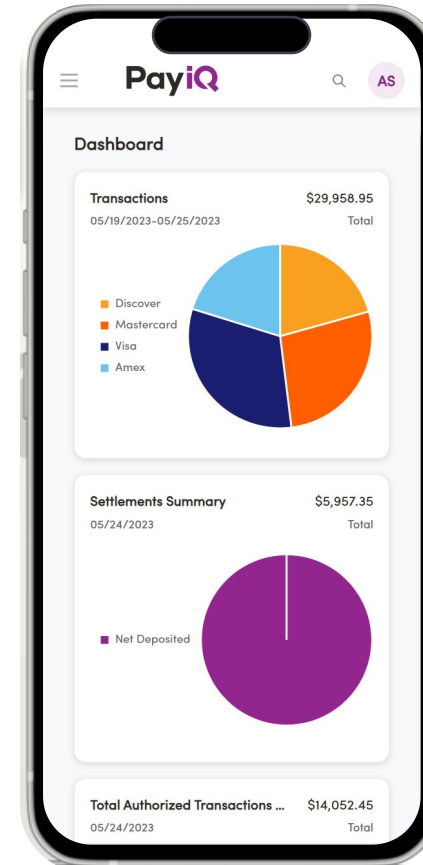 PayiQ
AS
Dashboard
Transactions $29,958.95
05/19/2023-05/25/2023 Total
Discover
Mastercard
Visa
Amex
Settlements Summary $5,957.35
05/24/2023 Total
Net Deposited
Total Authorized Transactions ... $14,052.45
05/24/2023 Total